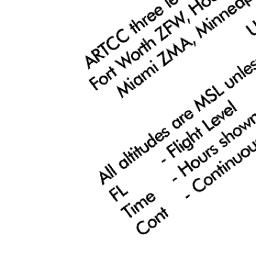 ARTCC three le
Fort Worth ZFW, Hou
Miami ZMA, Minneap
U
All altitudes are MSL unles
FL - Flight Level
Time - Hours shown
Cont - Continuou